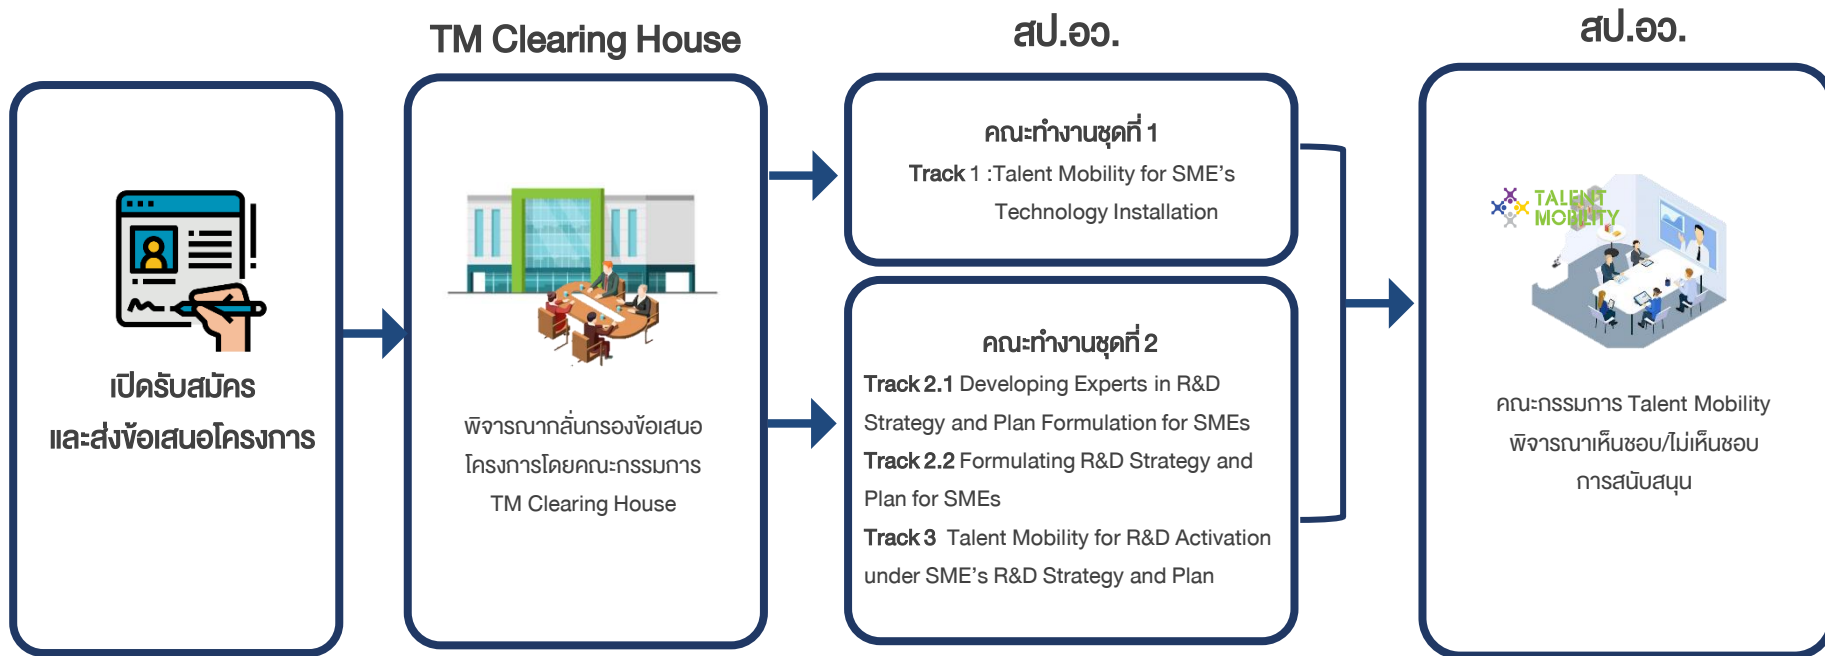 TM Clearing House
สป.อว.
สป.อว.
เปิดรับสมัคร
และส่งข้อเสนอโครงการ
พิจารณากลั่นกรองข้อเสนอ
โครงการโดยคณะกรรมการ
TM Clearing House
คณะทำงานชุดที่ 1
Track 1 :Talent Mobility for SME's
Technology Installation
คณะทำงานชุดที่ 2
Track 2.1 Developing Experts in R&D
Strategy and Plan Formulation for SMEs
Track 2.2 Formulating R&D Strategy and
Plan for SMEs
Track 3 Talent Mobility for R&D Activation
under SME's R&D Strategy and Plan
TALENT
MOBILITY
คณะกรรมการ Talent Mobility
พิจารณาเห็นชอบ/ไม่เห็นชอบ
การสนับสนุน